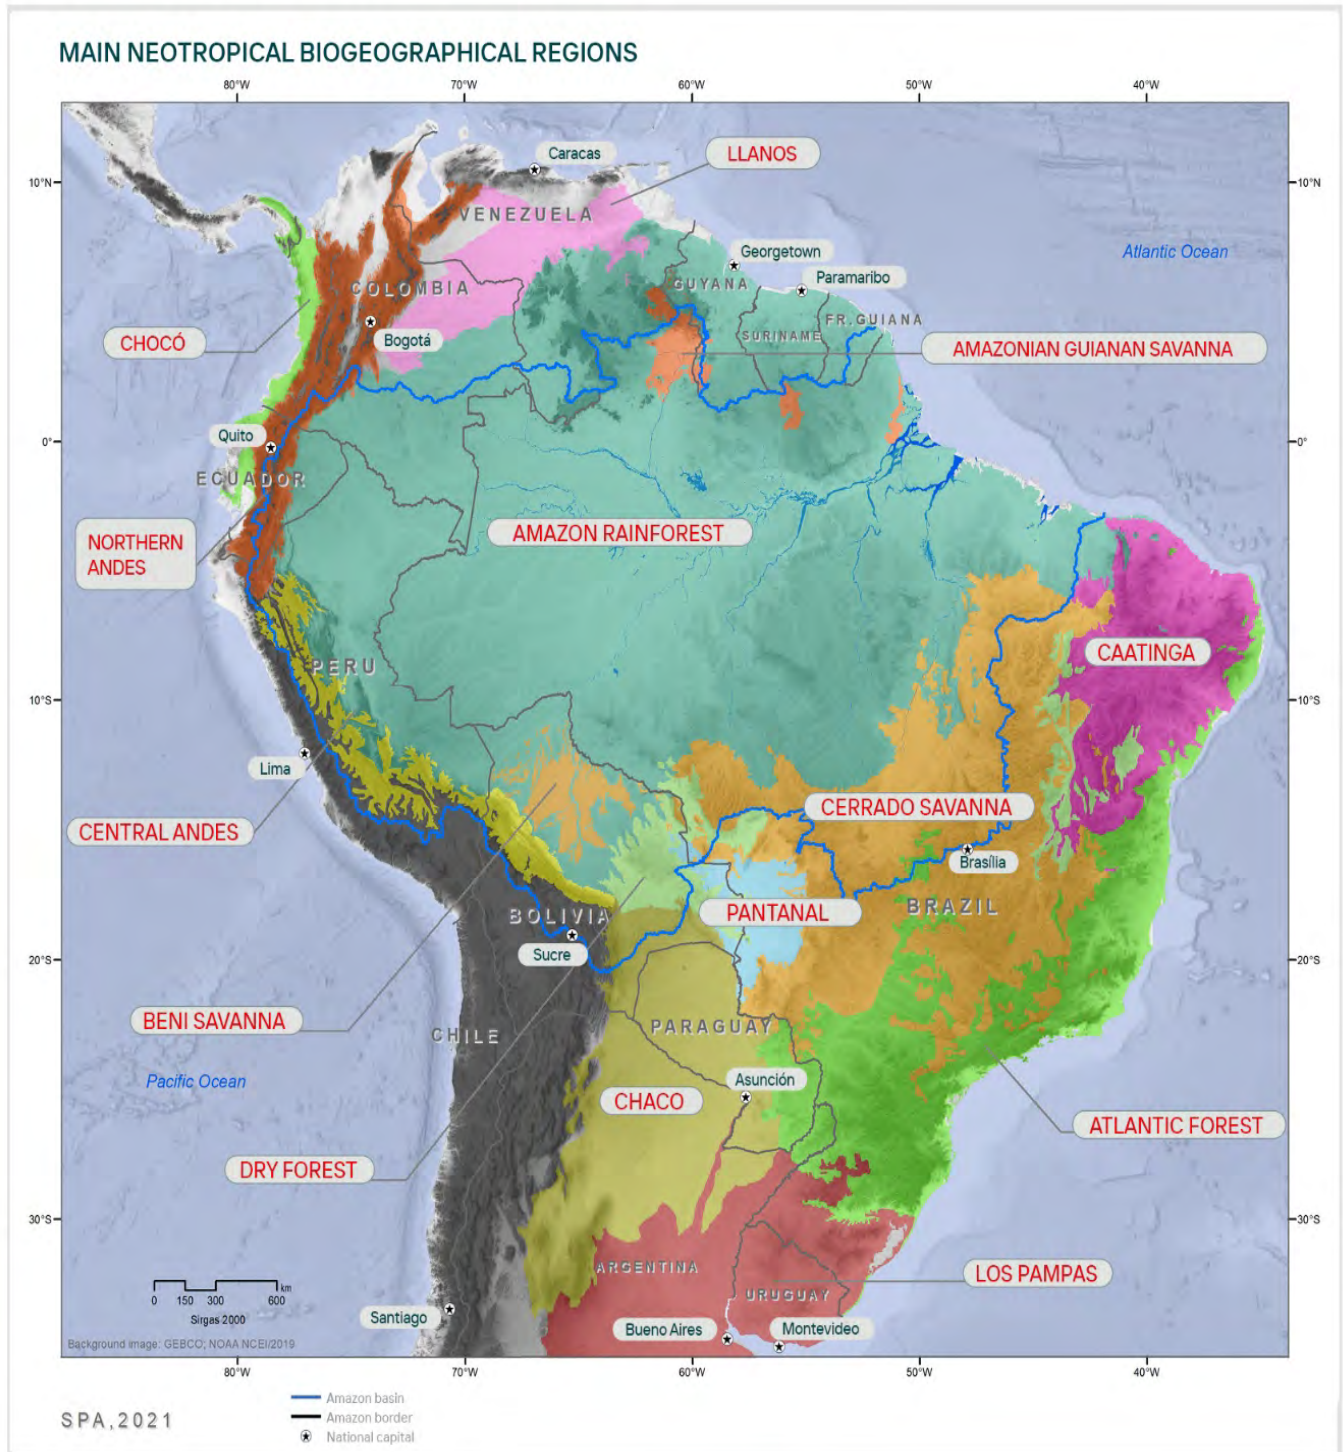 MAIN NEOTROPICAL BIOGEOGRAPHICAL REGIONS
80°W
70°W
60°W
50°W
40°W
Caracas
LLANOS
10°N
10°N
VENEZUELA
Georgetown
Atlantic Ocean
Paramaribo
GUYANA
COLOMBIA
FR.GUIANA
SURINAME
CHOCÓ
Bogotá
AMAZONIAN GUIANAN SAVANNA
Quito
0°
0°
ECUADOR
AMAZON RAINFOREST
NORTHERN
ANDES
CAATINGA
PERU
10°S
10°S
Lima
CERRADO SAVANNA
CENTRAL ANDES
Brasília
BRAZIL
PANTANAL
BOLIVIA
Sucre
20°S
20°S
BENI SAVANNA
PARAGUAY
CHILE
Pacific Ocean
Asunción
CHACO
ATLANTIC FOREST
DRY FOREST
30°S
30°S
ARGENTINA
LOS PAMPAS
km
URUGUAY
0 150 300 600
Sirgas 2000
Santiago
Bueno Aires
Montevideo
Background image: GEBCO; NOAA NCEI/2019
80°W
70°W
60°W
50°W
40°W
Amazon basin
SPA,2021
Amazon border
National capital